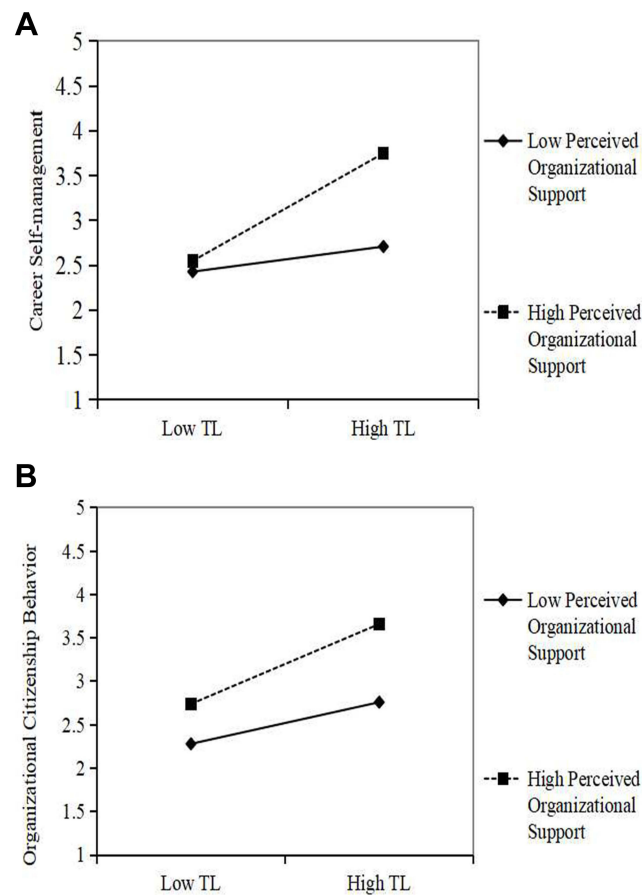 A
5
4.5
4
3.5
3
2.5
2
1.5
1
Career Self-management
Low TL
High TL
Low Perceived
Organizational
Support
High Perceived
Organizational
Support
B
5
4.5
4
3.5
3
2.5
2
1.5
1
Organizational Citizenship Behavior
Low TL
High TL
Low Perceived
Organizational
Support
High Perceived
Organizational
Support